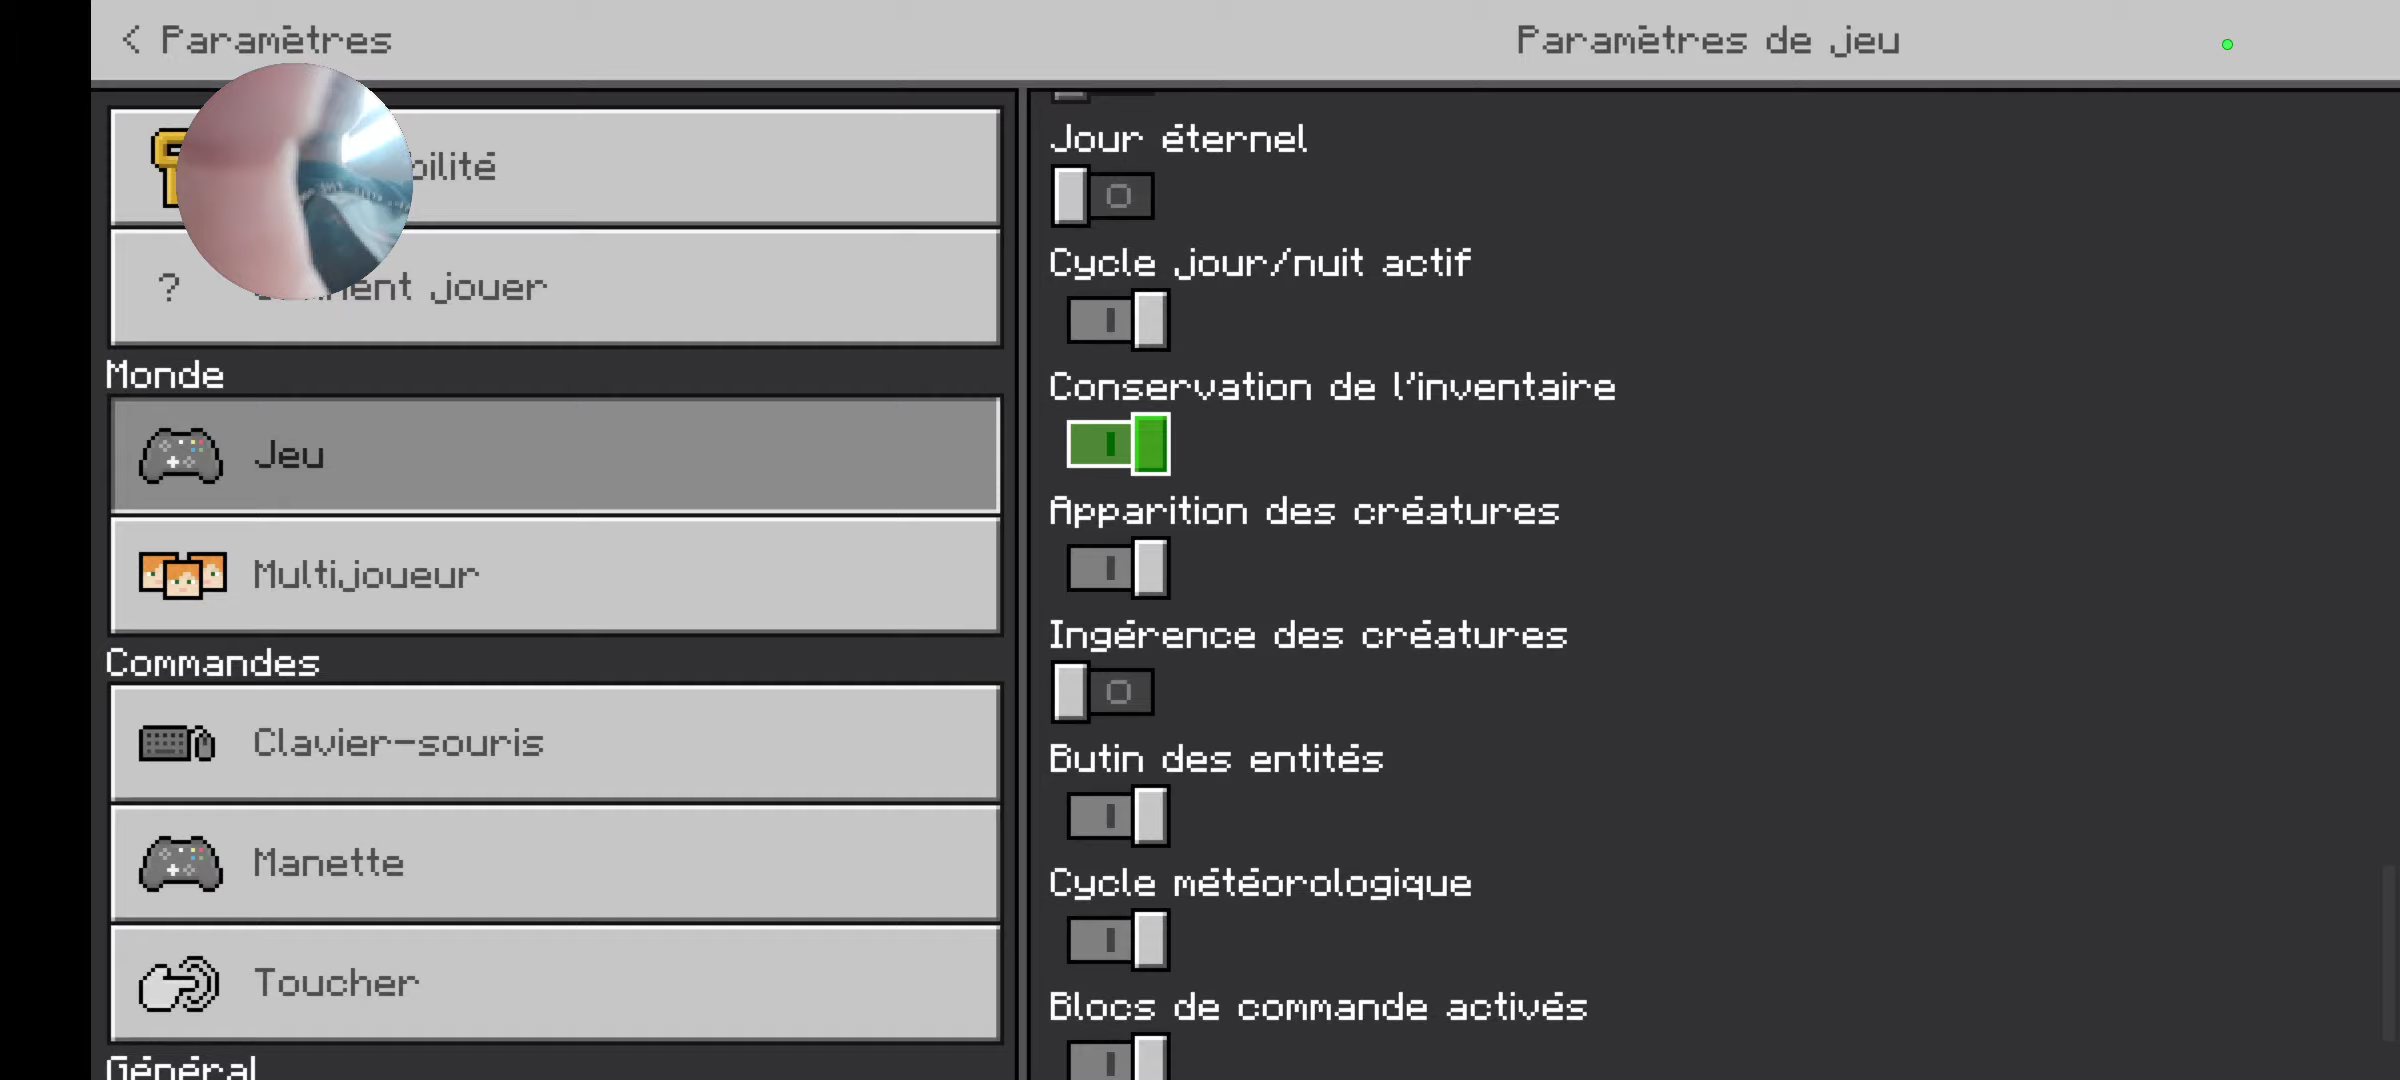 < Paramètres
Paramètres de jeu
? jouer
Monde
Jeu
Multijoueur
Commandes
Clavier-souris
Manette
Toucher
Général
Jour éternel
Cycle jour/nuit actif
Conservation de l'inventaire
Apparition des créatures
Ingérence des créatures
Butin des entités
Cycle météorologique
Blocs de commande activés